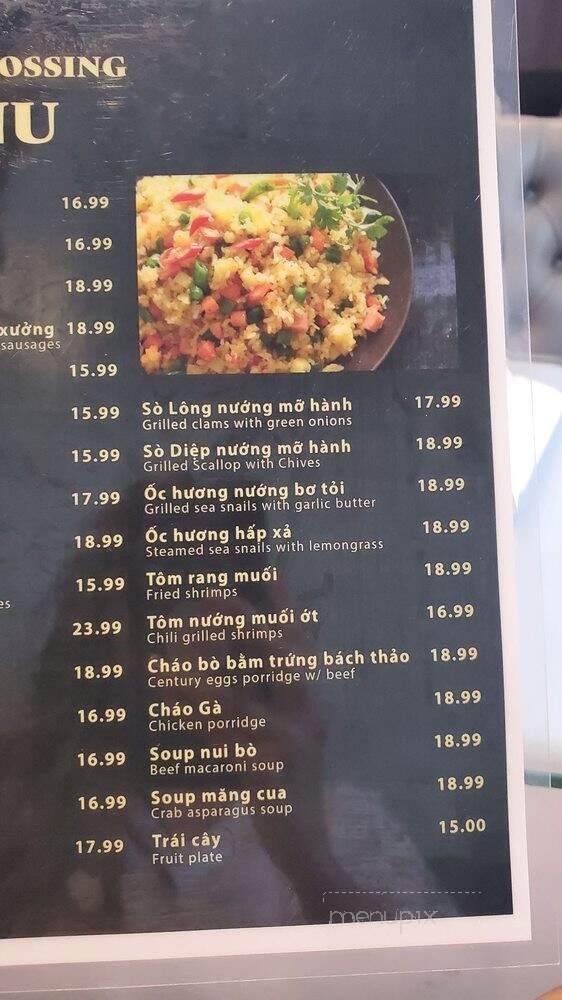 OSSING
NU
16.99
16.99
18.99
xưởng 18.99
sausages
15.99
15.99
15.99
17.99
18.99
15.99
es
23.99
18.99
16.99
16.99
16.99
17.99
Sò Lông nướng mỡ hành 17.99
Grilled clams with green onions
Sò Diệp nướng mỡ hành 18.99
Grilled Scallop with Chives
Ốc hương nướng bơ tỏi 18.99
Grilled sea snails with garlic butter
Ốc hương hấp xả 18.99
Steamed sea snails with lemongrass
Tôm rang muối 18.99
Fried shrimps
Tôm nướng muối ớt 16.99
Chili grilled shrimps
Cháo bò bằm trứng bách thảo 18.99
Century eggs porridge w/ beef
Cháo Gà 18.99
Chicken porridge
Soup nui bò 18.99
Beef macaroni soup
Soup măng cua 18.99
Crab asparagus soup
Trái cây 15.00
Fruit plate
menupix